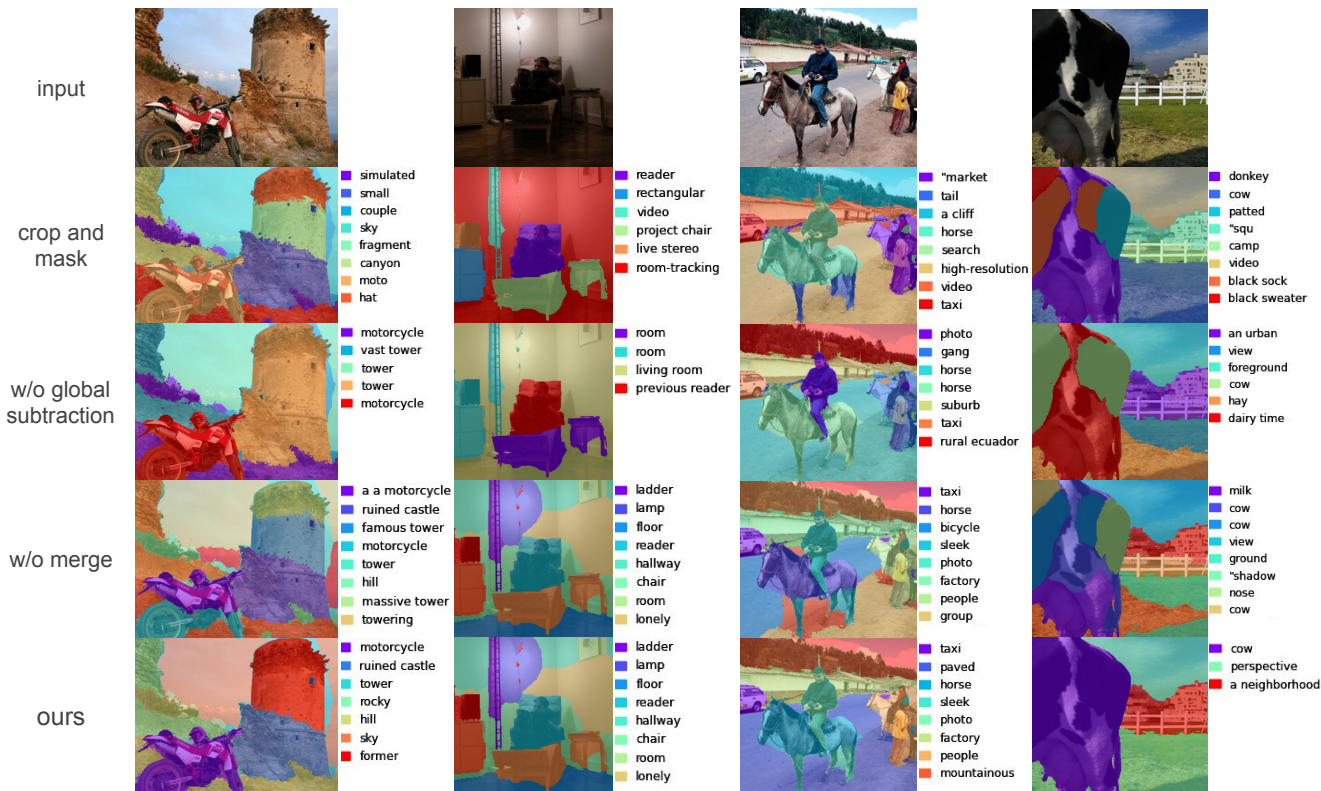 input
crop and
mask
simulated
small
couple
sky
fragment
canyon
moto
hat
reader
rectangular
video
project chair
live stereo
room-tracking
"market
tail
a cliff
horse
search
high-resolution
video
taxi
donkey
cow
patted
"squ
camp
video
black sock
black sweater
w/o global
subtraction
motorcycle
vast tower
tower
tower
motorcycle
room
room
living room
previous reader
photo
gang
horse
horse
suburb
taxi
rural ecuador
an urban
view
foreground
cow
hay
dairy time
w/o merge
a a motorcycle
ruined castle
famous tower
motorcycle
tower
hill
massive tower
towering
ladder
lamp
floor
reader
hallway
chair
room
lonely
taxi
horse
bicycle
sleek
photo
factory
people
group
milk
cow
cow
view
ground
"shadow
nose
cow
ours
motorcycle
ruined castle
tower
rocky
hill
sky
former
ladder
lamp
floor
reader
hallway
chair
room
lonely
taxi
paved
horse
sleek
photo
factory
people
mountainous
cow
perspective
a neighborhood